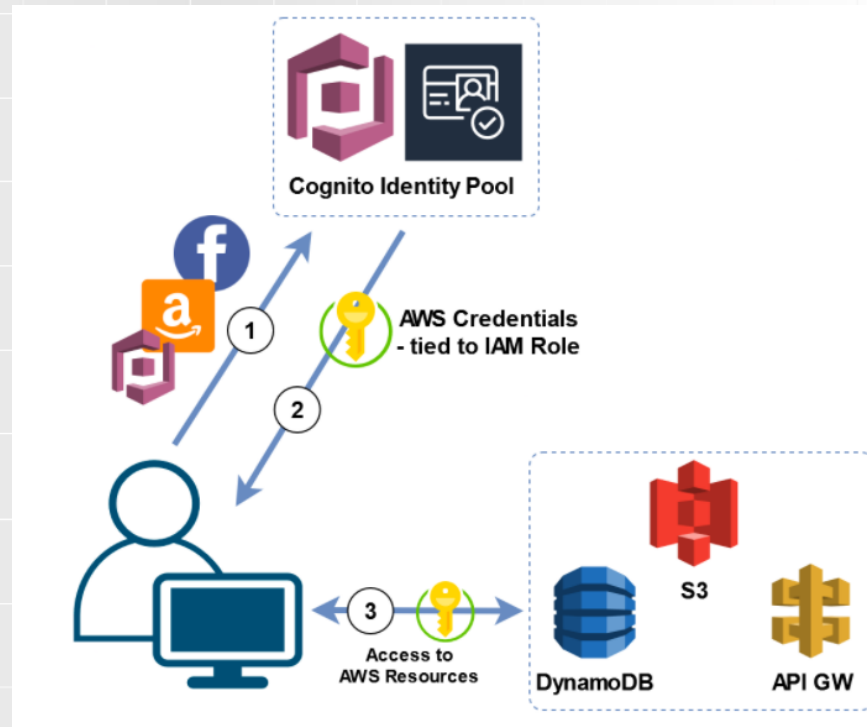 Cognito Identity Pool
f
a
1
AWS Credentials
- tied to IAM Role
2
S3
3
Access to
AWS Resources
DynamoDB
API GW